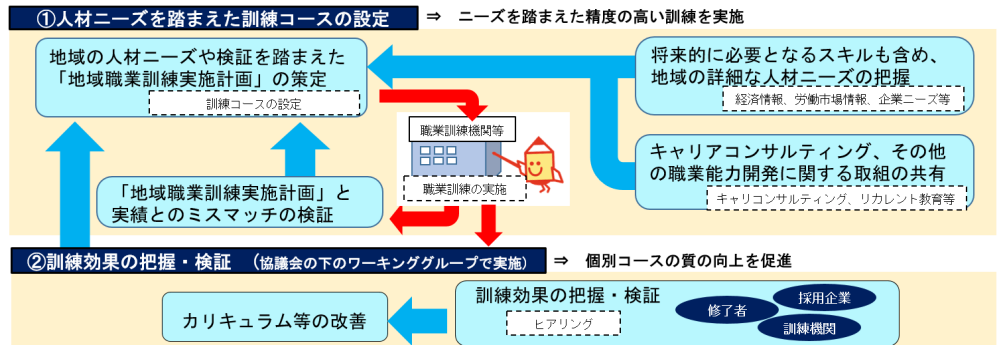 ①人材ニーズを踏まえた訓練コースの設定
⇒ ニーズを踏まえた精度の高い訓練を実施
地域の人材ニーズや検証を踏まえた
「地域職業訓練実施計画」の策定
訓練コースの設定
将来的に必要となるスキルも含め、
地域の詳細な人材ニーズの把握
経済情報、労働市場情報、企業ニーズ等
職業訓練機関等
職業訓練の実施
キャリアコンサルティング、その他
の職業能力開発に関する取組の共有
キャリコンサルティング、リカレント教育等
「地域職業訓練実施計画」と
実績とのミスマッチの検証
②訓練効果の把握・検証 （協議会の下のワーキンググループで実施）
⇒ 個別コースの質の向上を促進
カリキュラム等の改善
訓練効果の把握・検証
ヒアリング
修了者
採用企業
訓練機関